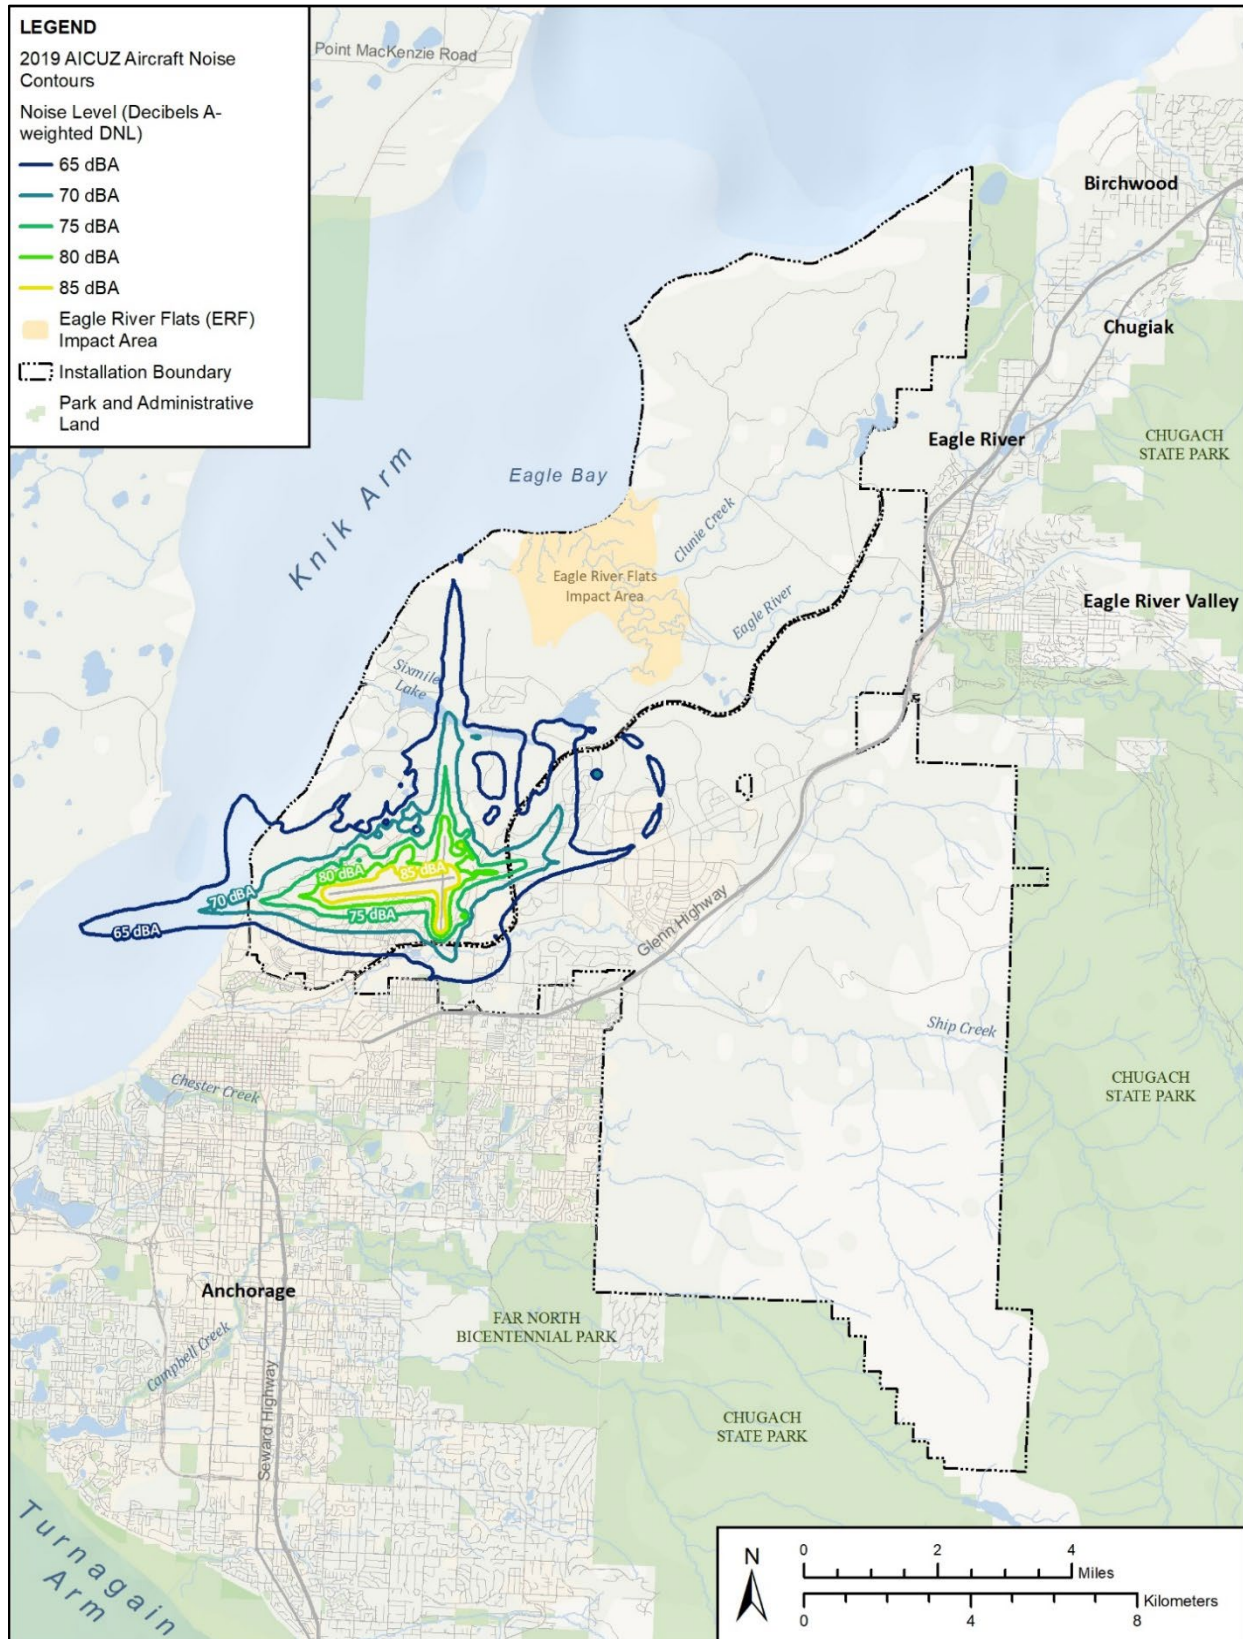 LEGEND
2019 AICUZ Aircraft Noise
Contours
Noise Level (Decibels A-
weighted DNL)
65 dBA
70 dBA
75 dBA
80 dBA
85 dBA
Eagle River Flats (ERF)
Impact Area
Installation Boundary
Park and Administrative
Land
Point MacKenzie Road
Birchwood
Chugiak
Eagle River
CHUGACH
STATE PARK
Knik Arm
Eagle Bay
Clunie Creek
Eagle River Flats
Impact Area
Eagle River
Eagle River Valley
Sixmile
Lake
80 dBA
85 dBA
70 dBA
75 dBA
65 dBA
Glenn Highway
Ship Creek
CHUGACH
STATE PARK
Chester Creek
Anchorage
FAR NORTH
BICENTENNIAL PARK
Campbell Creek
Seward Highway
CHUGACH
STATE PARK
Turnagain
Arm
N
0 2 4
Miles
Kilometers
0 4 8